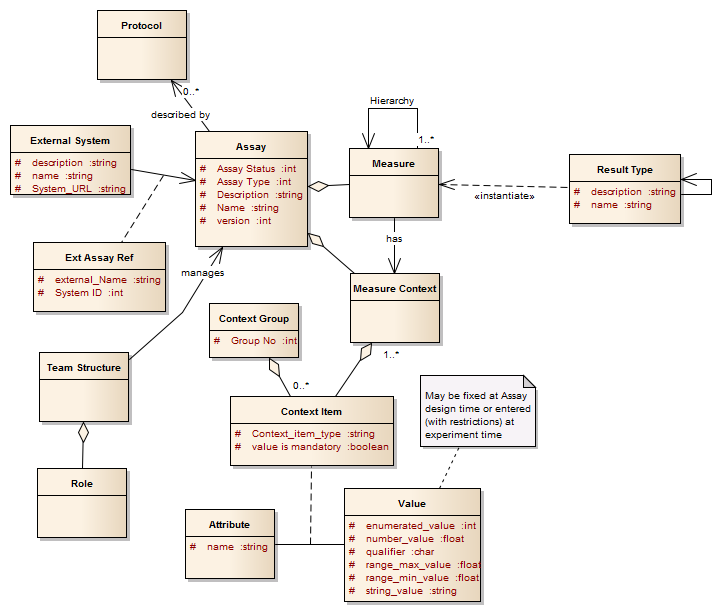 Protocol
0..*
described by
External System
# description :string
# name :string
# System_URL :string
Assay
# Assay Status :int
# Assay Type :int
# Description :string
# Name :string
# version :int
Hierarchy
1..*
Measure
Result Type
# description :string
# name :string
«instantiate»
has
Ext Assay Ref
# external_Name :string
# System ID :int
manages
Measure Context
1..*
Context Group
# Group No :int
0..*
Team Structure
Role
Context Item
# Context_item_type :string
# value is mandatory :boolean
May be fixed at Assay
design time or entered
(with restrictions) at
experiment time
Attribute
# name :string
Value
# enumerated_value :int
# number_value :float
# qualifier :char
# range_max_value :float
# range_min_value :float
# string_value :string